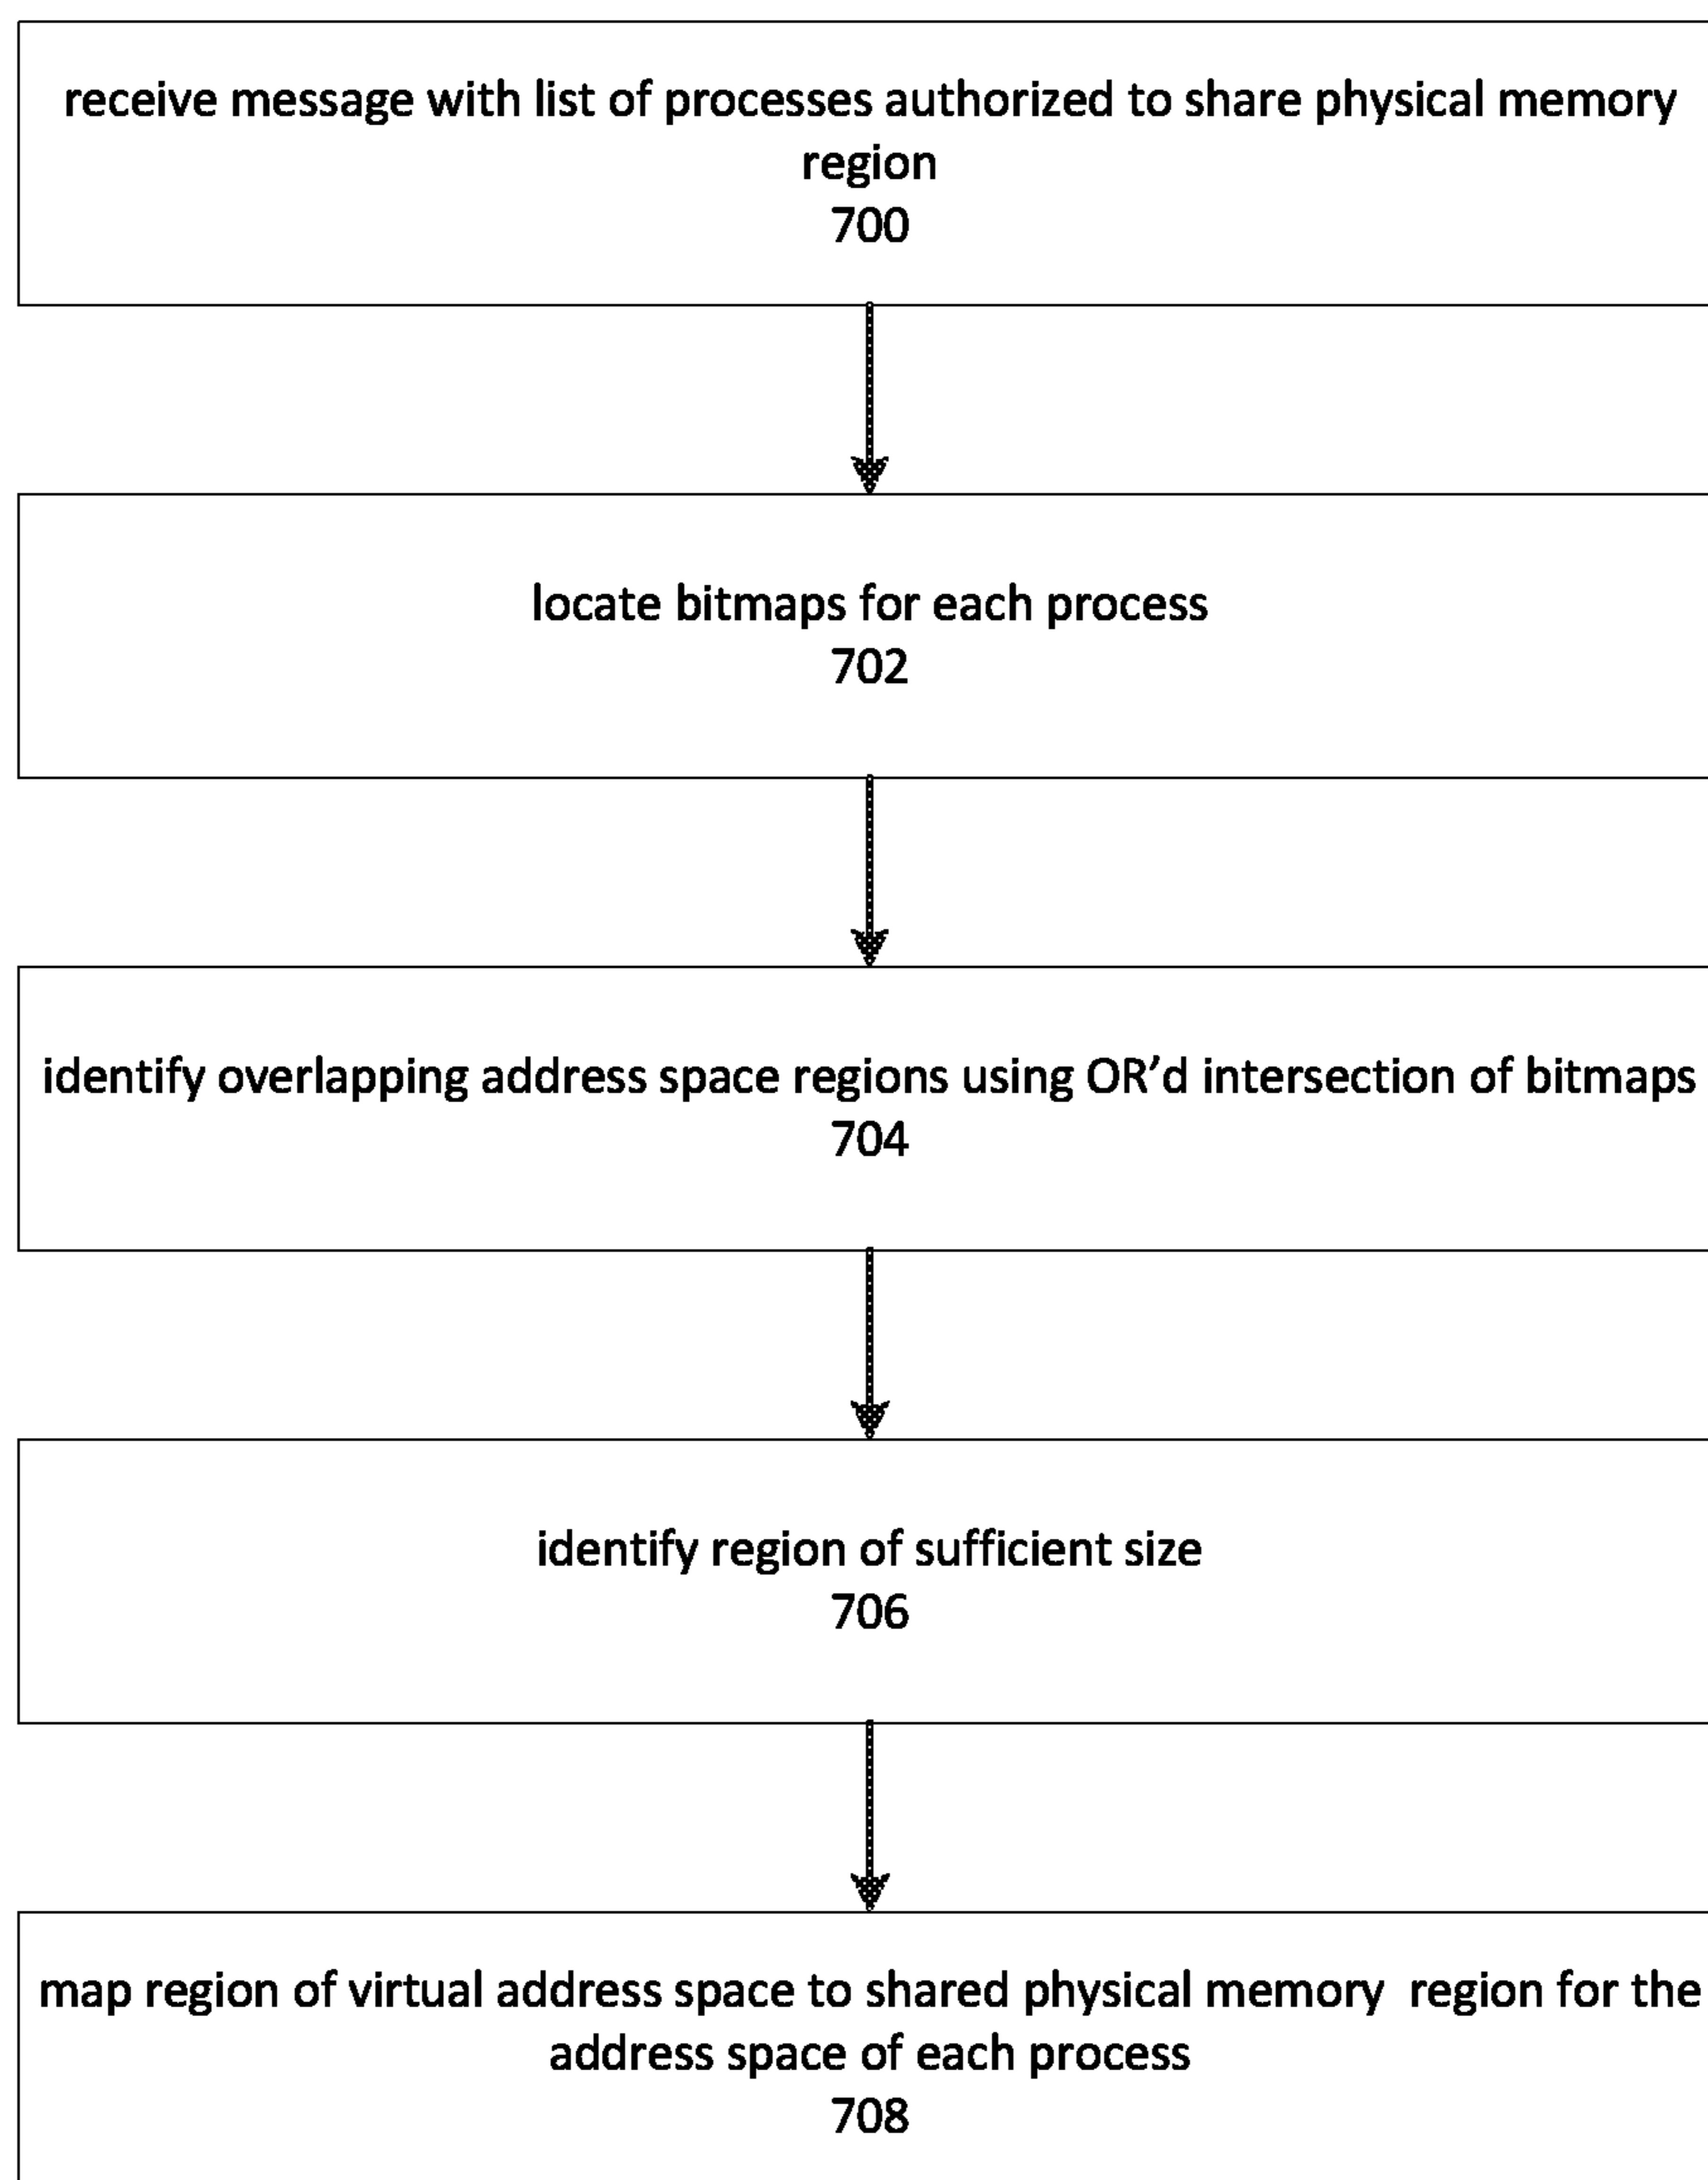 receive message with list of processes authorized to share physical memory
region
700
locate bitmaps for each process
702
identify overlapping address space regions using OR’d intersection of bitmaps
704
identify region of sufficient size
706
map region of virtual address space to shared physical memory region for the
address space of each process
708